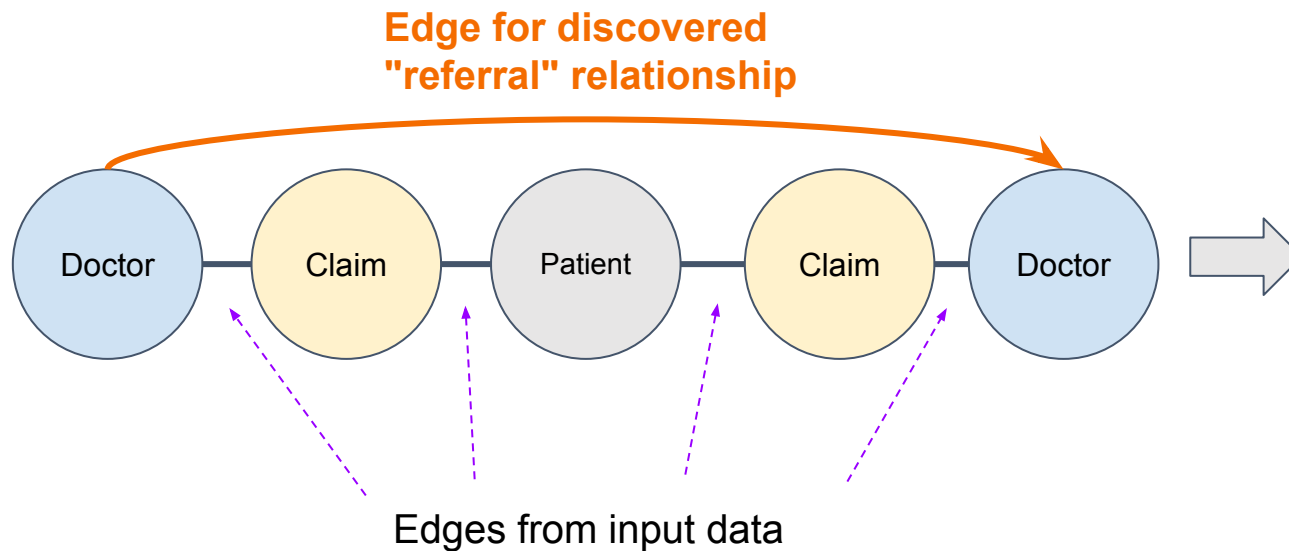 Edge for discovered
"referral" relationship
Doctor
Claim
Patient
Claim
Doctor
Edges from input data